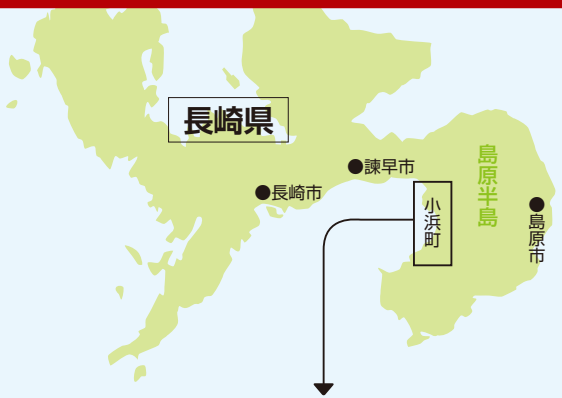 長崎県
諫早市
長崎市
島原半島
小浜町
島原市